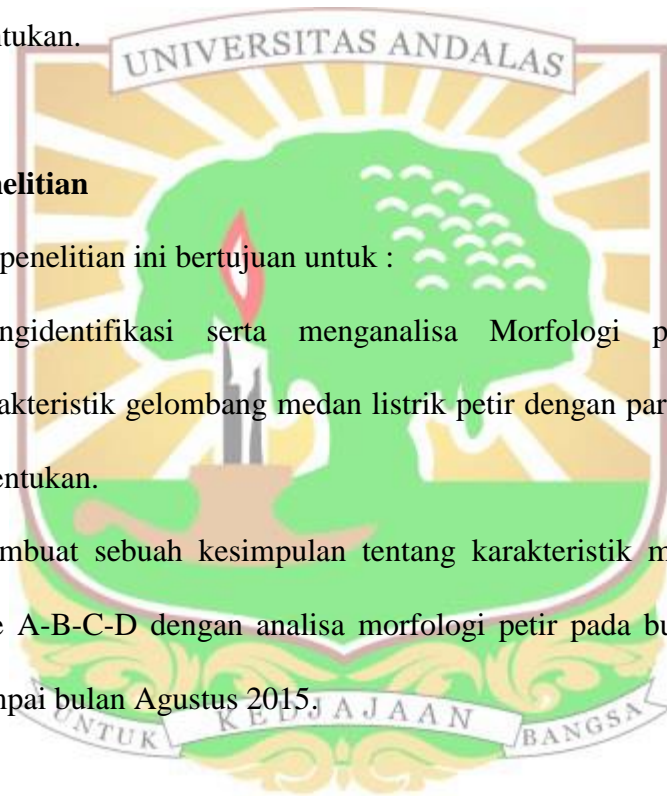 ntukan.
UNIVERSITAS ANDALAS
nelitian
penelitian ini bertujuan untuk :
ngidentifikasi serta menganalisa Morfologi p
akteristik gelombang medan listrik petir dengan par
entukan.
mbuat sebuah kesimpulan tentang karakteristik m
e A-B-C-D dengan analisa morfologi petir pada bu
npai bulan Agustus 2015.
UNTUK KEDJAJAAN BANGSA